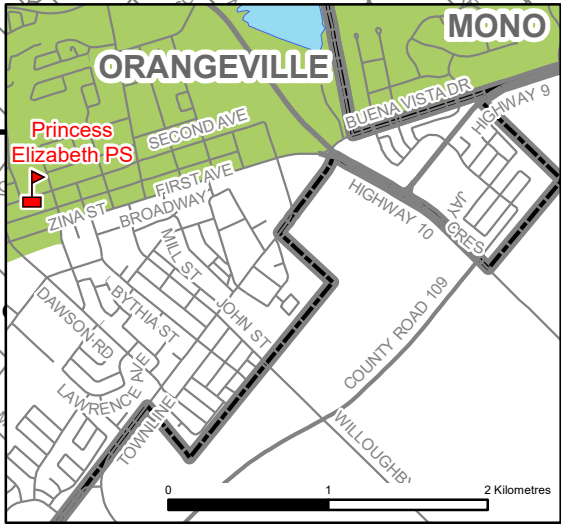 MONO
ORANGEVILLE
BUENA VISTA DR
HIGHWAY 9
SECOND AVE
Princess
Elizabeth PS
FIRST AVE
ZINA ST
BROADWAY
HIGHWAY 10
JAY CRES
MILL ST
DAWSON RD
BYTHIA ST
JOHN ST
COUNTY ROAD 109
LAWRENCE AVE
TOWNLINE
WILLOUGHBY
0 1 2 Kilometres